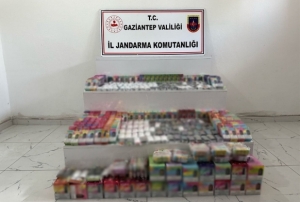 T.C.
GAZİANTEP VALİLİĞİ
İL JANDARMA KOMUTANLIĞI